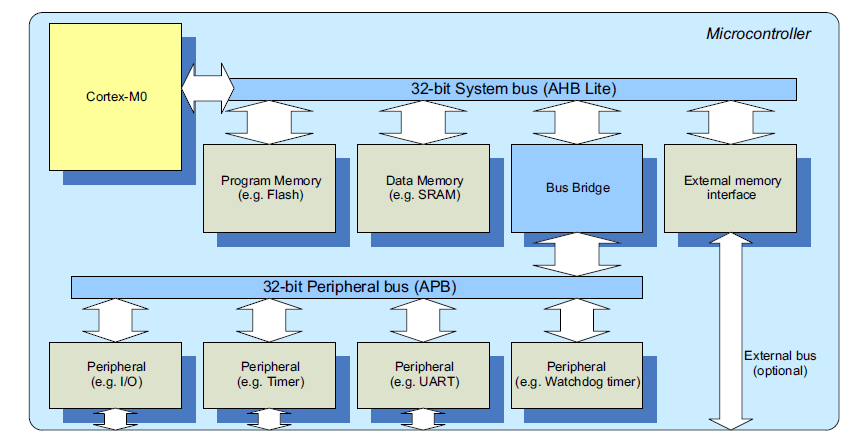 Microcontroller
Cortex-M0
32-bit System bus (AHB Lite)
Program Memory
(e.g. Flash)
Data Memory
(e.g. SRAM)
Bus Bridge
External memory
interface
32-bit Peripheral bus (APB)
Peripheral
(e.g. I/O)
Peripheral
(e.g. Timer)
Peripheral
(e.g. UART)
Peripheral
(e.g. Watchdog timer)
External bus
(optional)